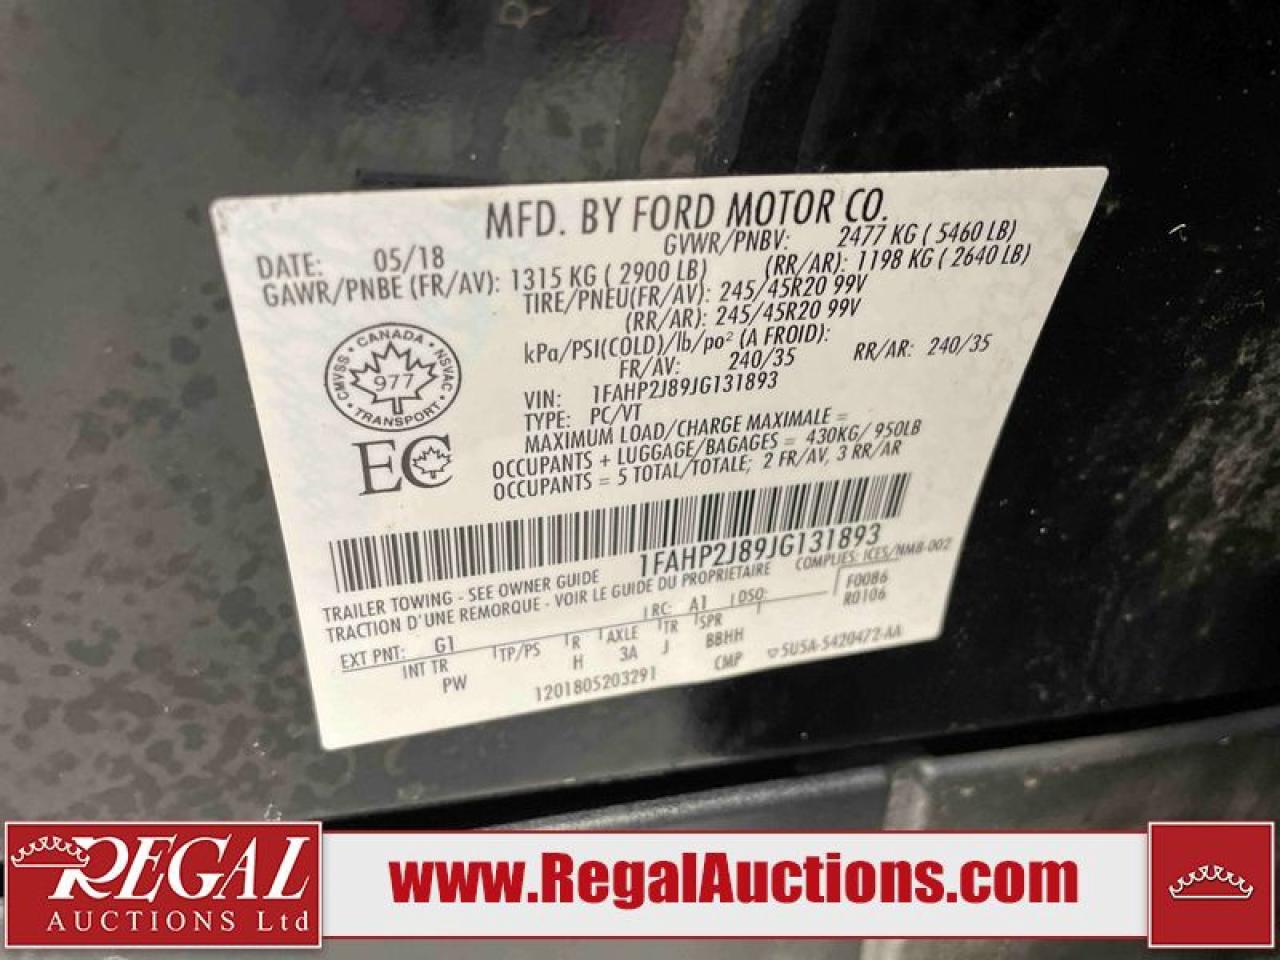 MFD. BY FORD MOTOR CO.
DATE: 05/18 GVWR/PNBV: 2477 KG ( 5460 LB)
GAWR/PNBE (FR/AV): 1315 KG ( 2900 LB) (RR/AR): 1198 KG ( 2640 LB)
TIRE/PNEU(FR/AV): 245/45R20 99V
(RR/AR): 245/45R20 99V
kPa/PSI(COLD)/lb/po² (A FROID):
FR/AV: 240/35 RR/AR: 240/35
VIN: 1FAHP2J89JG131893
TYPE: PC/VT
MAXIMUM LOAD/CHARGE MAXIMALE =
OCCUPANTS + LUGGAGE/BAGAGES = 430KG/ 950LB
OCCUPANTS = 5 TOTAL/TOTALE; 2 FR/AV, 3 RR/AR
CANADA
CMVSS
NSVAC
977
TRANSPORT
EC
1FAHP2J89JG131893
TRAILER TOWING - SEE OWNER GUIDE COMPLIES: ICES/NMB-002
TRACTION D'UNE REMORQUE - VOIR LE GUIDE DU PROPRIETAIRE
EXT PNT: G1 RC: A1 DSO: F0086
R0106
INT TR TP/PS R AXLE TR SPR
PW H 3A J BBHH
1201805203291 CMP 5U5A-5420472-AA
REGAL
AUCTIONS Ltd
www.RegalAuctions.com